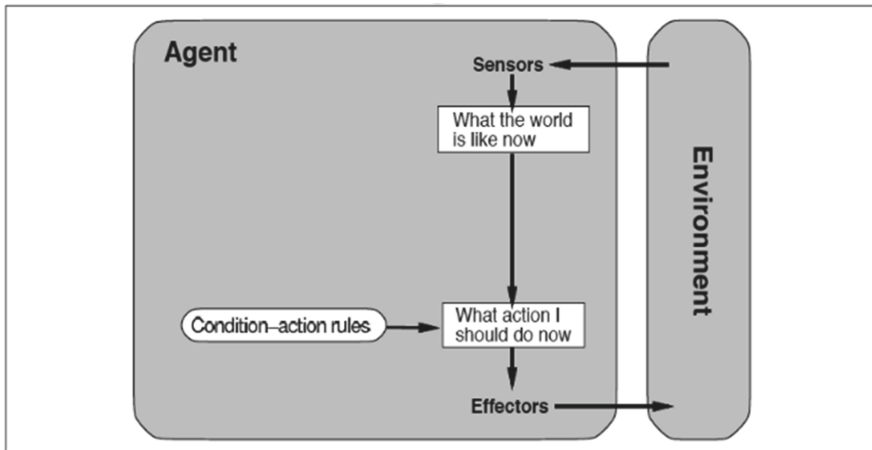 Agent
Sensors
What the world
is like now
Environment
Condition–action rules
What action I
should do now
Effectors